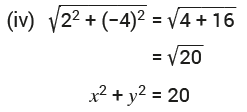 (iv) √(2² + (−4)²) = √(4 + 16)
= √20
x² + y² = 20